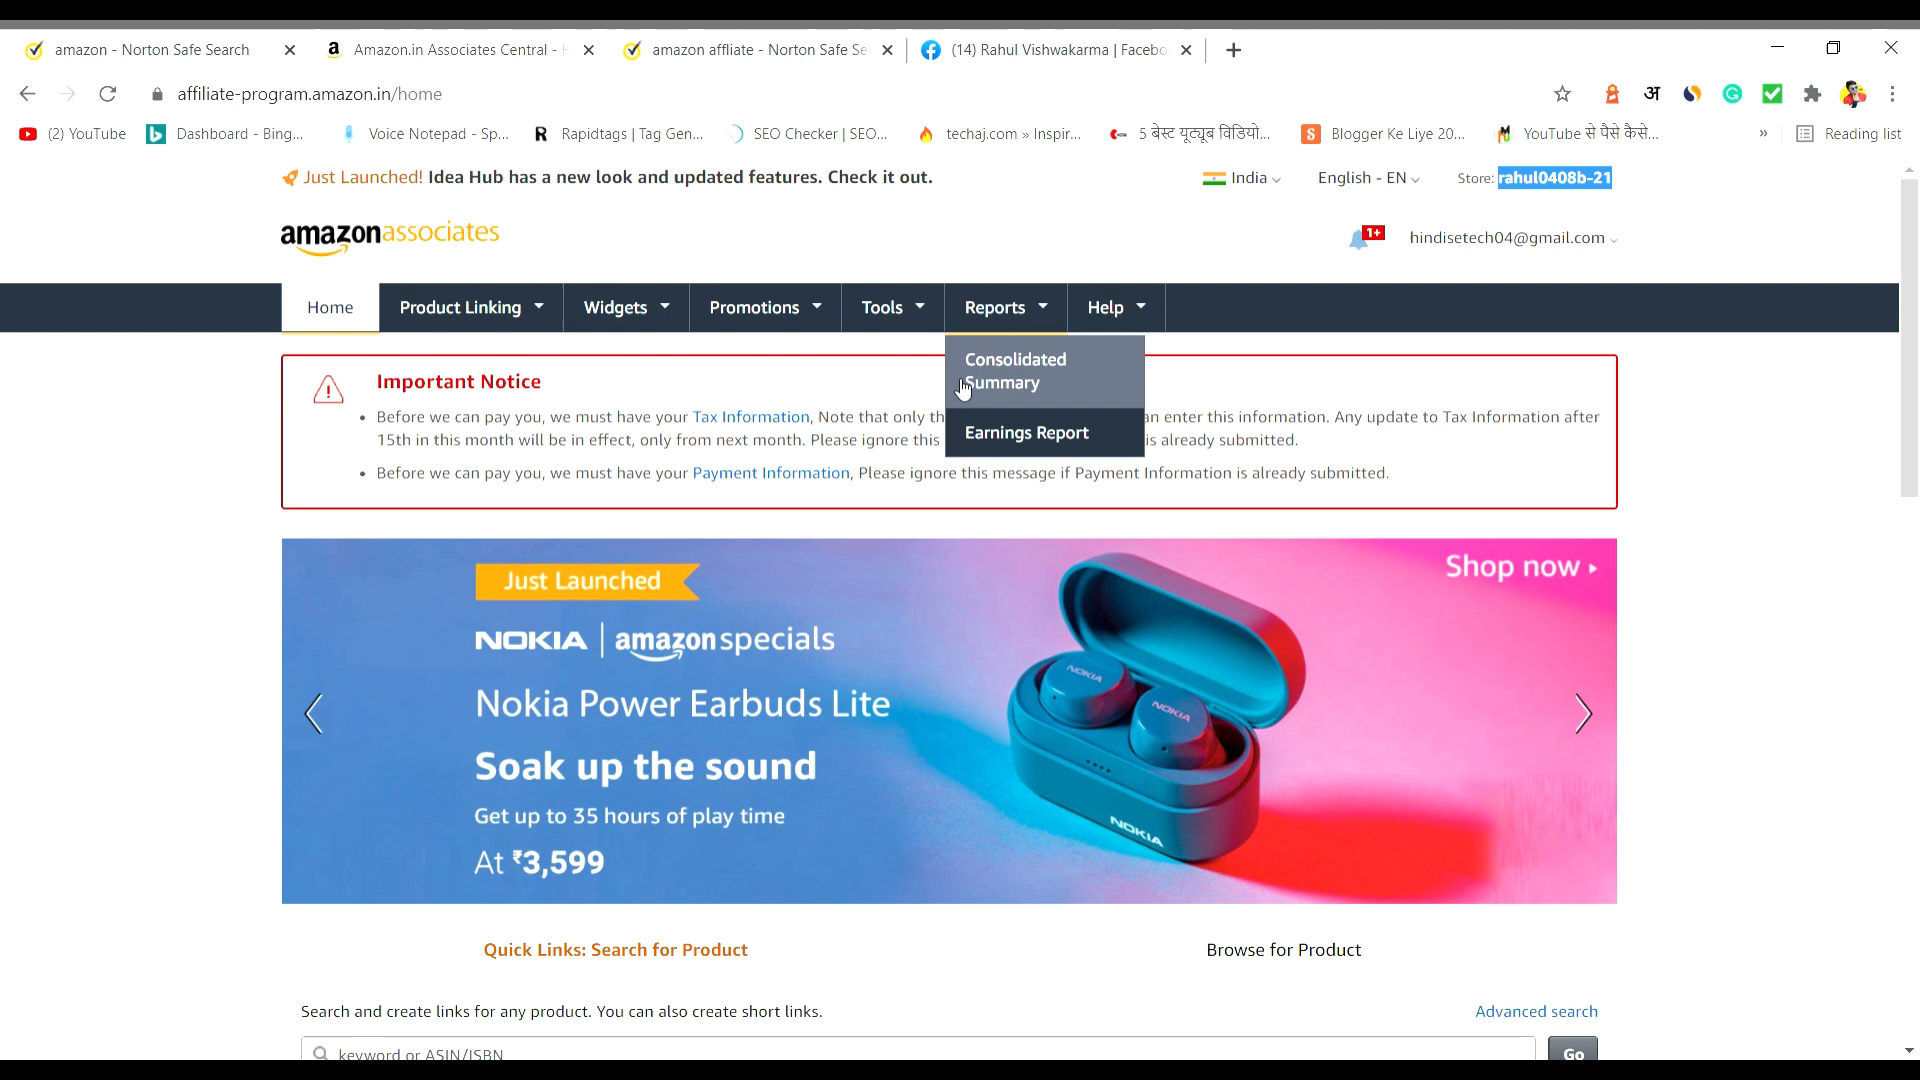 amazon - Norton Safe Search
Amazon.in Associates Central -
amazon affliate - Norton Safe Se
(14) Rahul Vishwakarma | Facebo
affiliate-program.amazon.in/home
(2) YouTube
Dashboard - Bing...
Voice Notepad - Sp...
Rapidtags | Tag Gen...
SEO Checker | SEO...
techaj.com » Inspir...
5 बेस्ट यूट्यूब विडियो...
Blogger Ke Liye 20...
YouTube से पैसे कैसे...
»
Reading list
Just Launched! Idea Hub has a new look and updated features. Check it out.
India
English - EN
Store: rahul0408b-21
amazonassociates
1+
hindisetech04@gmail.com
Home
Product Linking
Widgets
Promotions
Tools
Reports
Help
Consolidated
Summary
Earnings Report
Important Notice
Before we can pay you, we must have your Tax Information, Note that only th
an enter this information. Any update to Tax Information after
15th in this month will be in effect, only from next month. Please ignore this
is already submitted.
Before we can pay you, we must have your Payment Information, Please ignore this message if Payment Information is already submitted.
Just Launched
Shop now
NOKIA | amazonspecials
Nokia Power Earbuds Lite
Soak up the sound
Get up to 35 hours of play time
At ₹3,599
NOKIA
NOKIA
NOKIA
Quick Links: Search for Product
Browse for Product
Search and create links for any product. You can also create short links.
Advanced search
keyword or ASIN/ISBN
Go